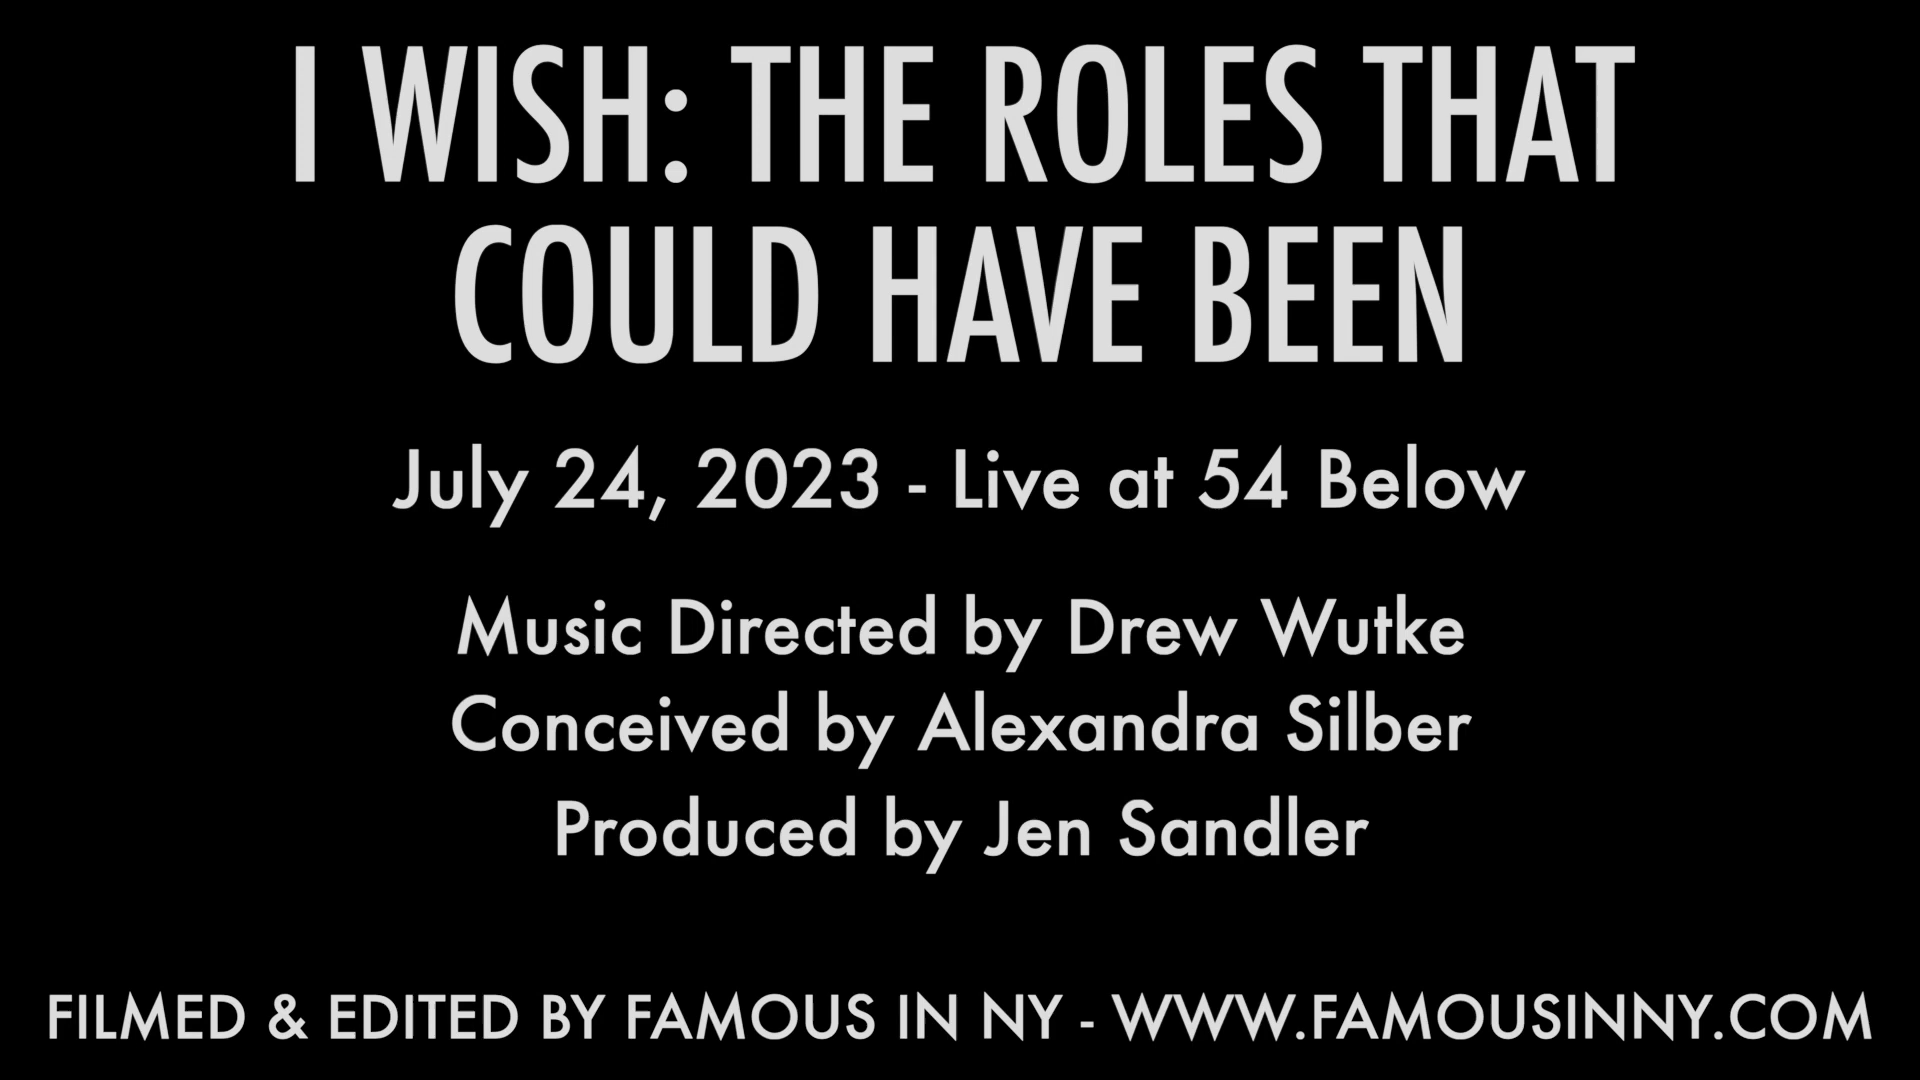 I WISH: THE ROLES THAT
COULD HAVE BEEN
July 24, 2023 - Live at 54 Below
Music Directed by Drew Wutke
Conceived by Alexandra Silber
Produced by Jen Sandler
FILMED & EDITED BY FAMOUS IN NY - WWW.FAMOUSINNY.COM